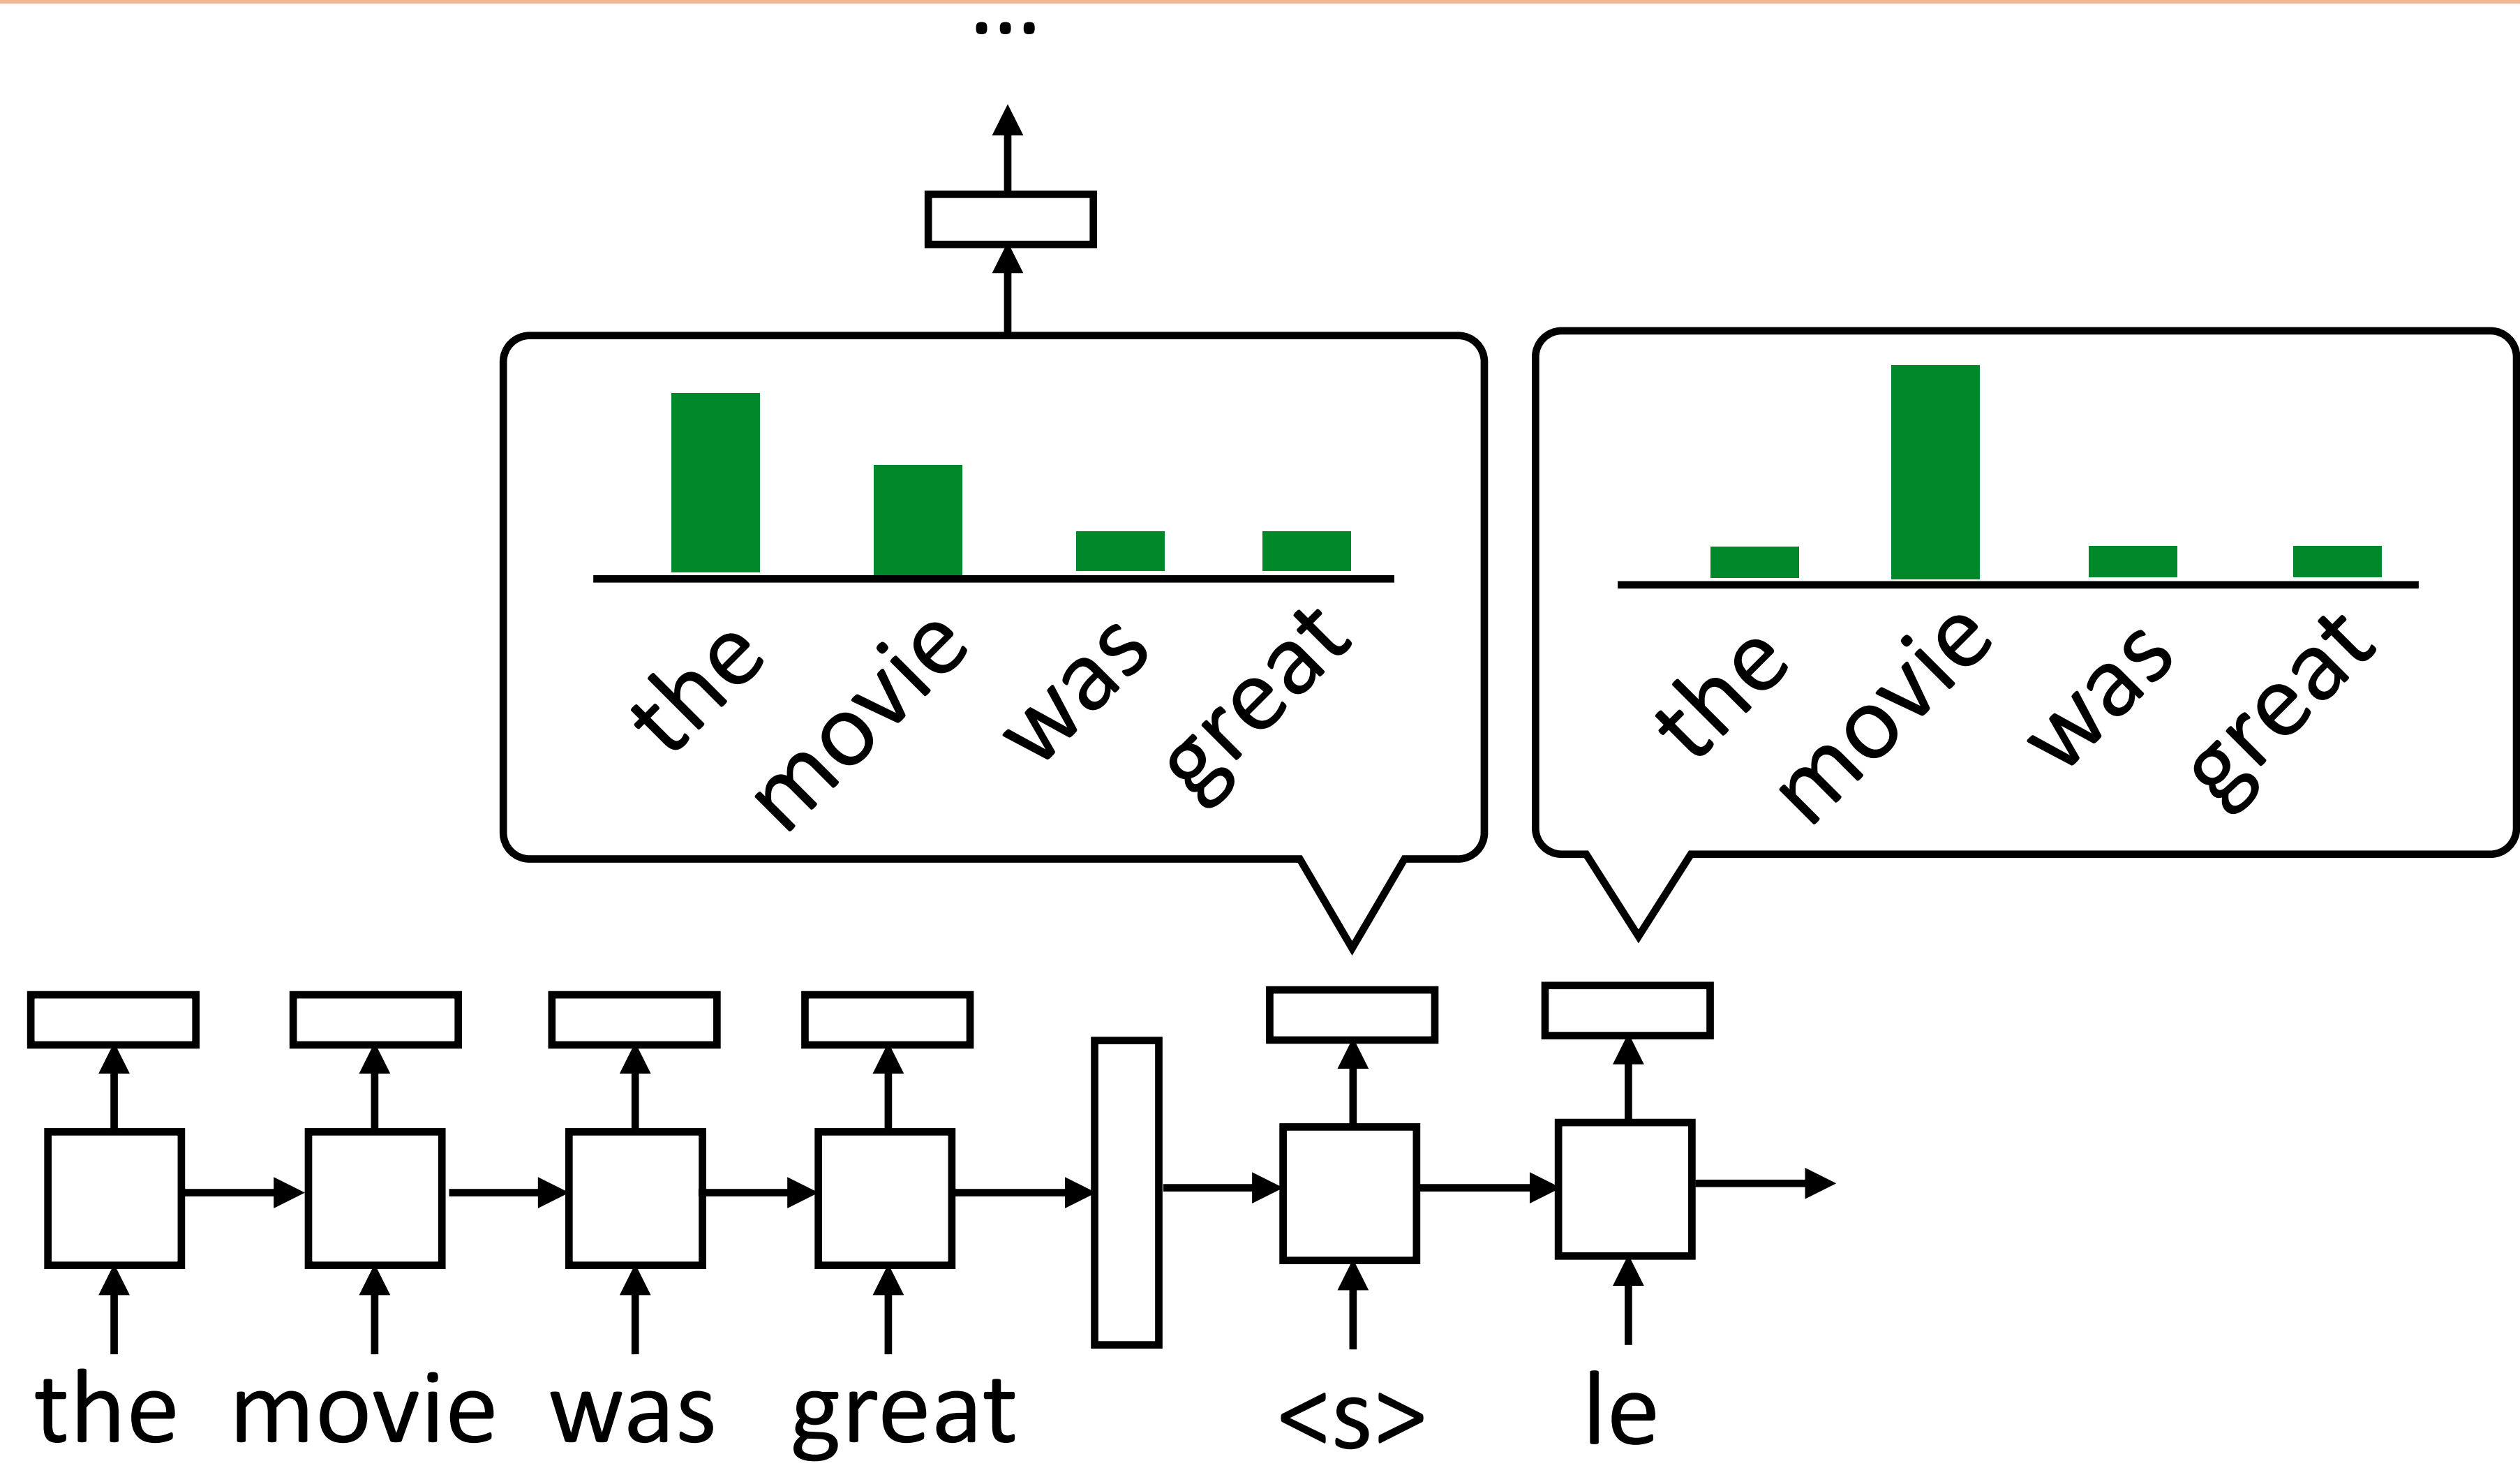 ...
the movie was great
the movie was great
the movie was great <s> le